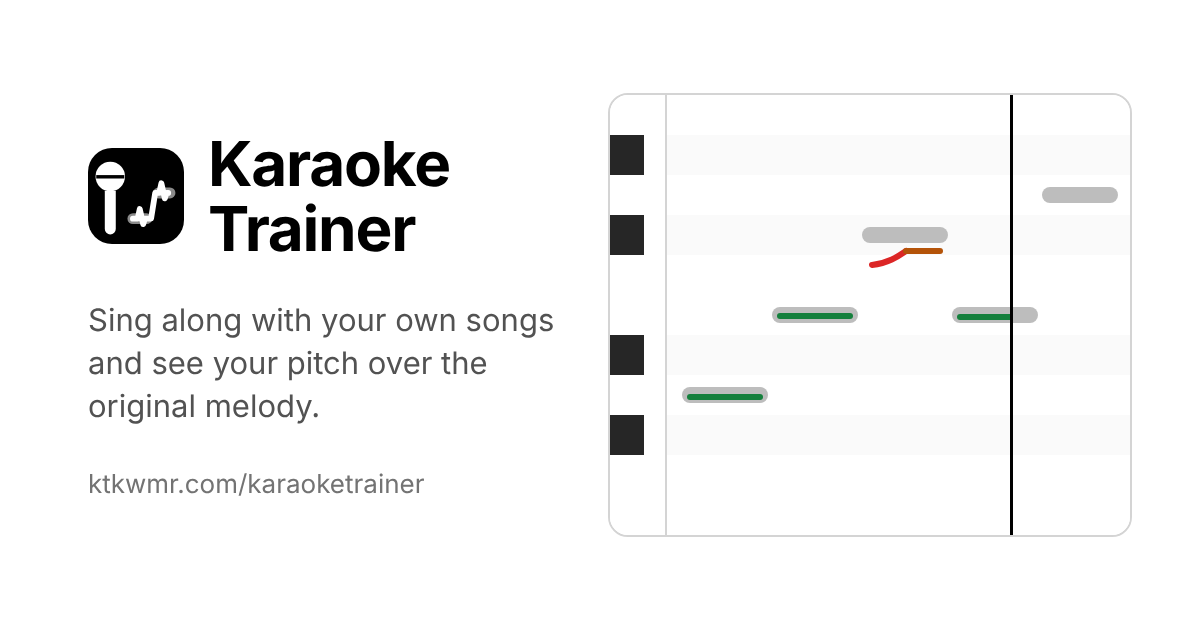 Karaoke
Trainer
Sing along with your own songs
and see your pitch over the
original melody.
ktkwmr.com/karaoketrainer